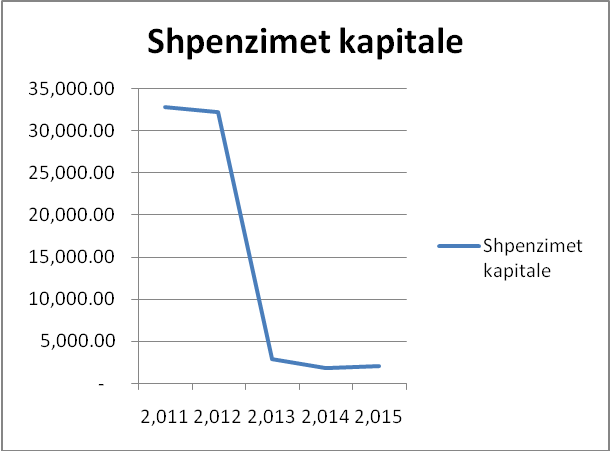 Shpenzimet kapitale
35,000.00
30,000.00
25,000.00
20,000.00
15,000.00
10,000.00
5,000.00
-
2,011 2,012 2,013 2,014 2,015
Shpenzimet
kapitale